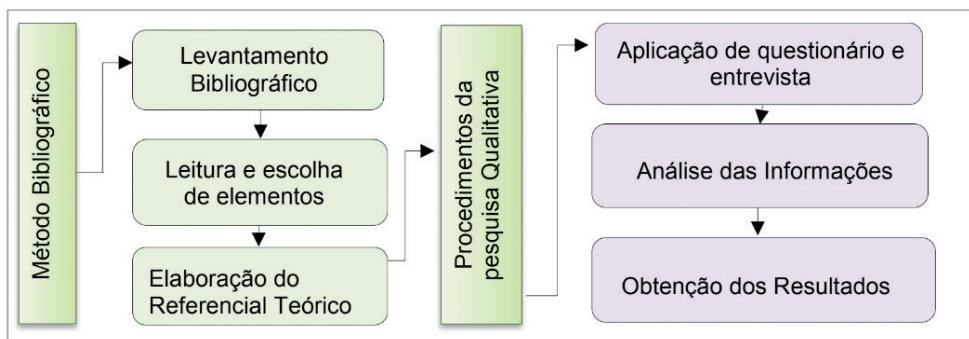 Método Bibliográfico
Levantamento
Bibliográfico
Leitura e escolha
de elementos
Elaboração do
Referencial Teórico
Procedimentos da
pesquisa Qualitativa
Aplicação de questionário e
entrevista
Análise das Informações
Obtenção dos Resultados